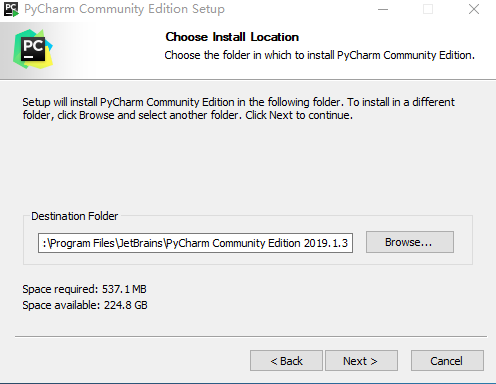 PyCharm Community Edition Setup
PC
Choose Install Location
Choose the folder in which to install PyCharm Community Edition.
Setup will install PyCharm Community Edition in the following folder. To install in a different
folder, click Browse and select another folder. Click Next to continue.
Destination Folder
:\Program Files\JetBrains\PyCharm Community Edition 2019.1.3
Browse...
Space required: 537.1 MB
Space available: 224.8 GB
< Back
Next >
Cancel